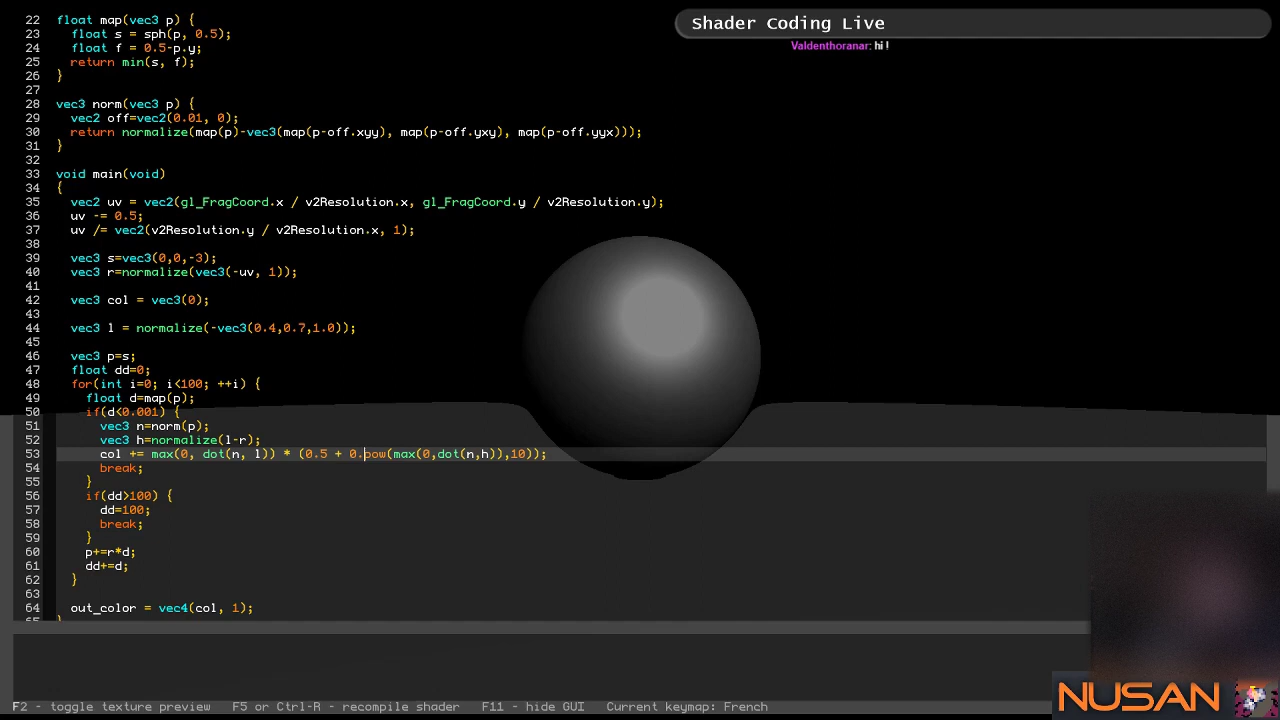 22 float map(vec3 p) {
23 float s = sph(p, 0.5);
24 float f = 0.5-p.y;
25 return min(s, f);
26 }
27
28 vec3 norm(vec3 p) {
29 vec2 off=vec2(0.01, 0);
30 return normalize(map(p)-vec3(map(p-off.xyy), map(p-off.yxy), map(p-off.yyx)));
31 }
32
33 void main(void)
34 {
35 vec2 uv = vec2(gl_FragCoord.x / v2Resolution.x, gl_FragCoord.y / v2Resolution.y);
36 uv -= 0.5;
37 uv /= vec2(v2Resolution.y / v2Resolution.x, 1);
38
39 vec3 s=vec3(0,0,-3);
40 vec3 r=normalize(vec3(-uv, 1));
41
42 vec3 col = vec3(0);
43
44 vec3 l = normalize(-vec3(0.4,0.7,1.0));
45
46 vec3 p=s;
47 float dd=0;
48 for(int i=0; i<100; ++i) {
49 float d=map(p);
50 if(d<0.001) {
51 vec3 n=norm(p);
52 vec3 h=normalize(l-r);
53 col += max(0, dot(n, l)) * (0.5 + 0.pow(max(0,dot(n,h)),10));
54 break;
55 }
56 if(dd>100) {
57 dd=100;
58 break;
59 }
60 p+=r*d;
61 dd+=d;
62 }
63
64 out_color = vec4(col, 1);
65 }
Shader Coding Live
Valdenthoranar: hi !
F2 - toggle texture preview F5 or Ctrl-R - recompile shader F11 - hide GUI Current keymap: French
NUSAN